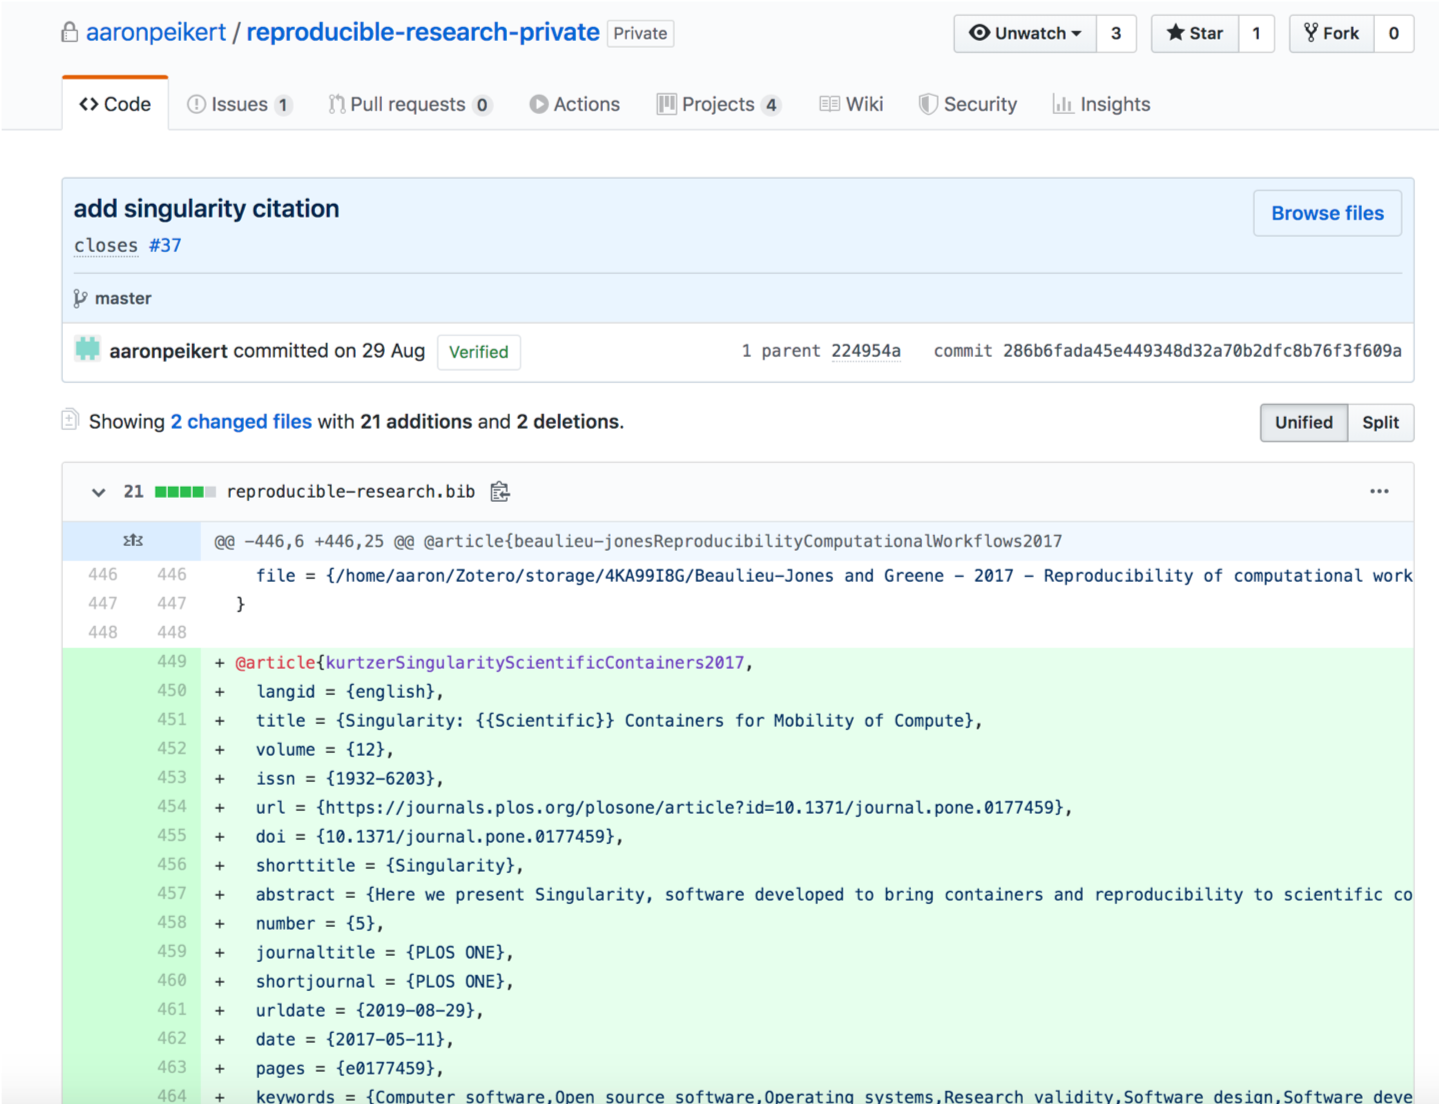 aaronpeikert / reproducible-research-private Private Unwatch 3 Star 1 Fork 0
Code Issues 1 Pull requests 0 Actions Projects 4 Wiki Security Insights
add singularity citation Browse files
closes #37
master
aaronpeikert committed on 29 Aug Verified 1 parent 224954a commit 286b6fada45e449348d32a70b2dfc8b76f3f609a
Showing 2 changed files with 21 additions and 2 deletions. Unified Split
21 reproducible-research.bib ...
@@ -446,6 +446,25 @@ @article{beaulieu-jonesReproducibilityComputationalWorkflows2017
446 446 file = {/home/aaron/Zotero/storage/4KA99I8G/Beaulieu-Jones and Greene - 2017 - Reproducibility of computational work
447 447 }
448 448
449 + @article{kurtzerSingularityScientificContainers2017,
450 + langid = {english},
451 + title = {Singularity: {{Scientific}} Containers for Mobility of Compute},
452 + volume = {12},
453 + issn = {1932-6203},
454 + url = {https://journals.plos.org/plosone/article?id=10.1371/journal.pone.0177459},
455 + doi = {10.1371/journal.pone.0177459},
456 + shorttitle = {Singularity},
457 + abstract = {Here we present Singularity, software developed to bring containers and reproducibility to scientific co
458 + number = {5},
459 + journaltitle = {PLOS ONE},
460 + shortjournal = {PLOS ONE},
461 + urldate = {2019-08-29},
462 + date = {2017-05-11},
463 + pages = {e0177459},
464 + keywords = {Computer software,Open source software,Operating systems,Research validity,Software design,Software deve